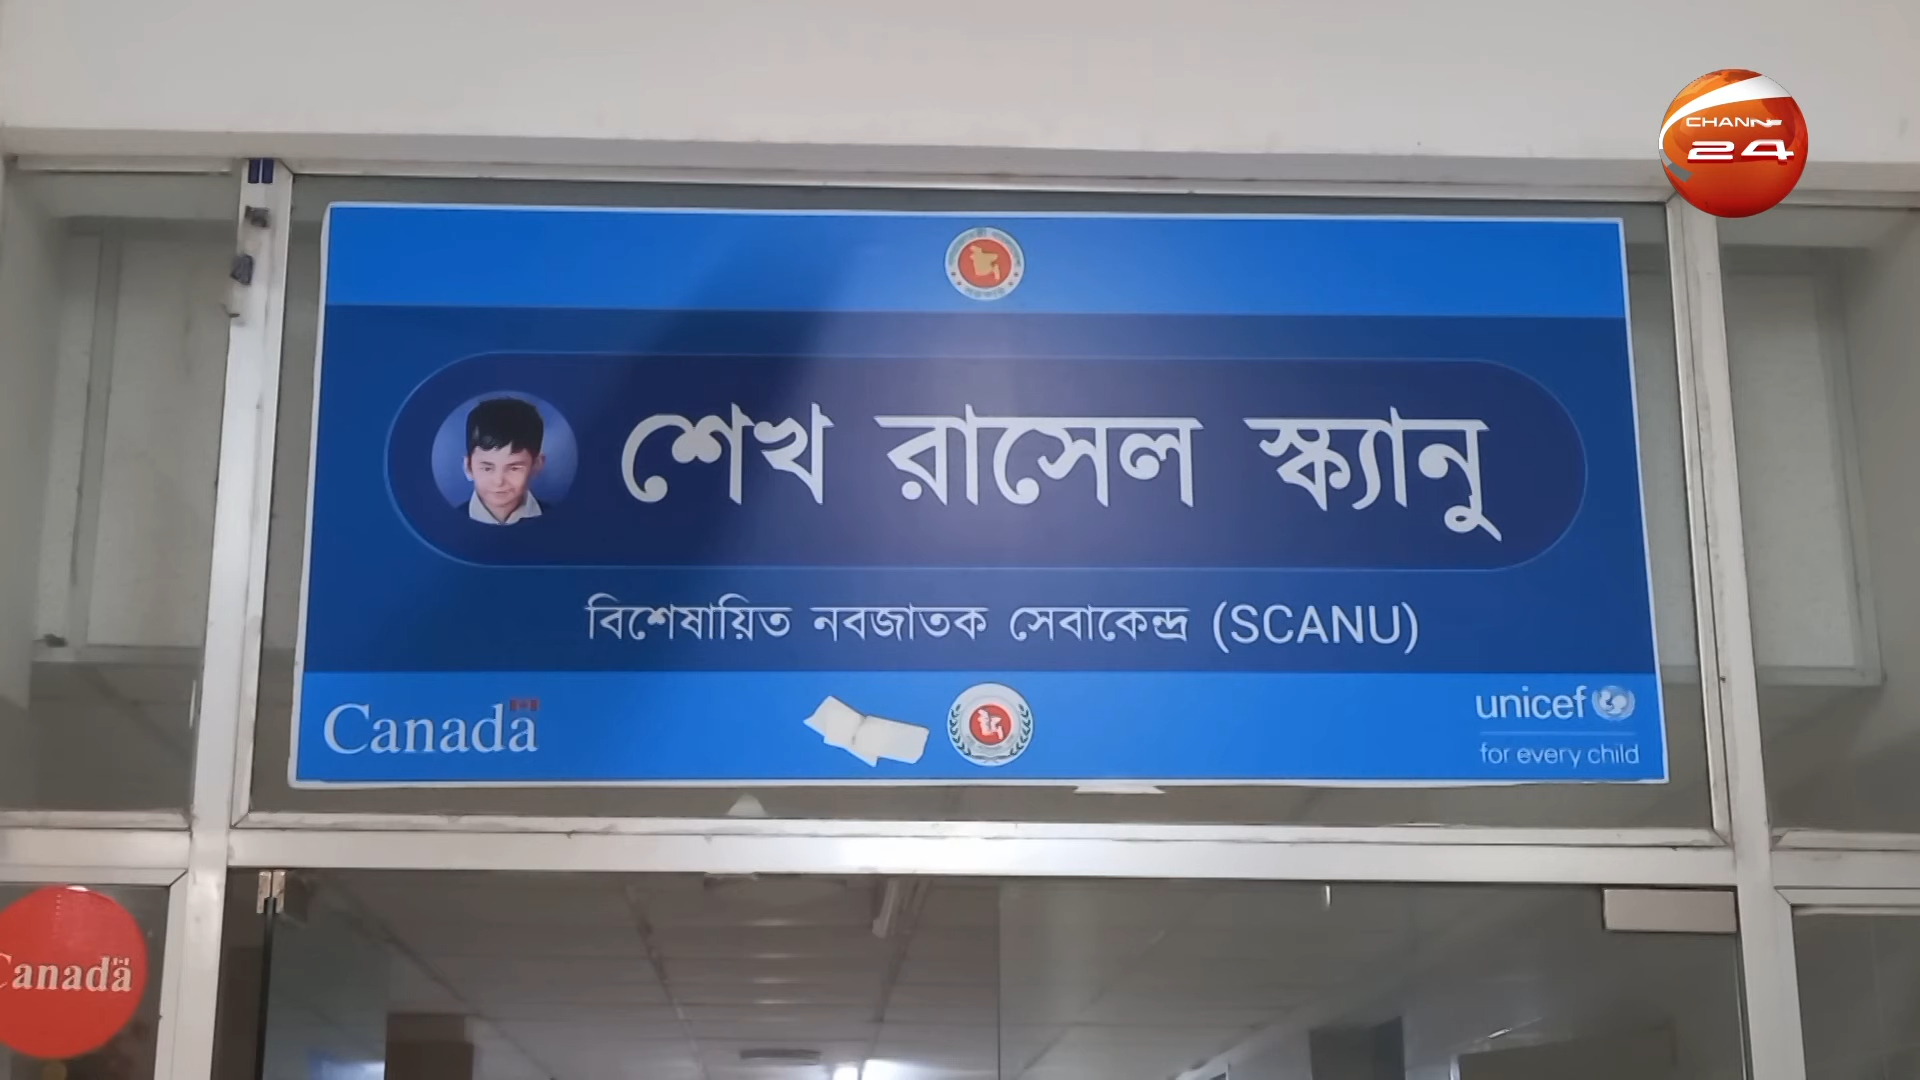 CHANNEL
24
শেখ রাসেল স্ক্যানু
বিশেষায়িত নবজাতক সেবাকেন্দ্র (SCANU)
Canada
unicef
for every child
Canada